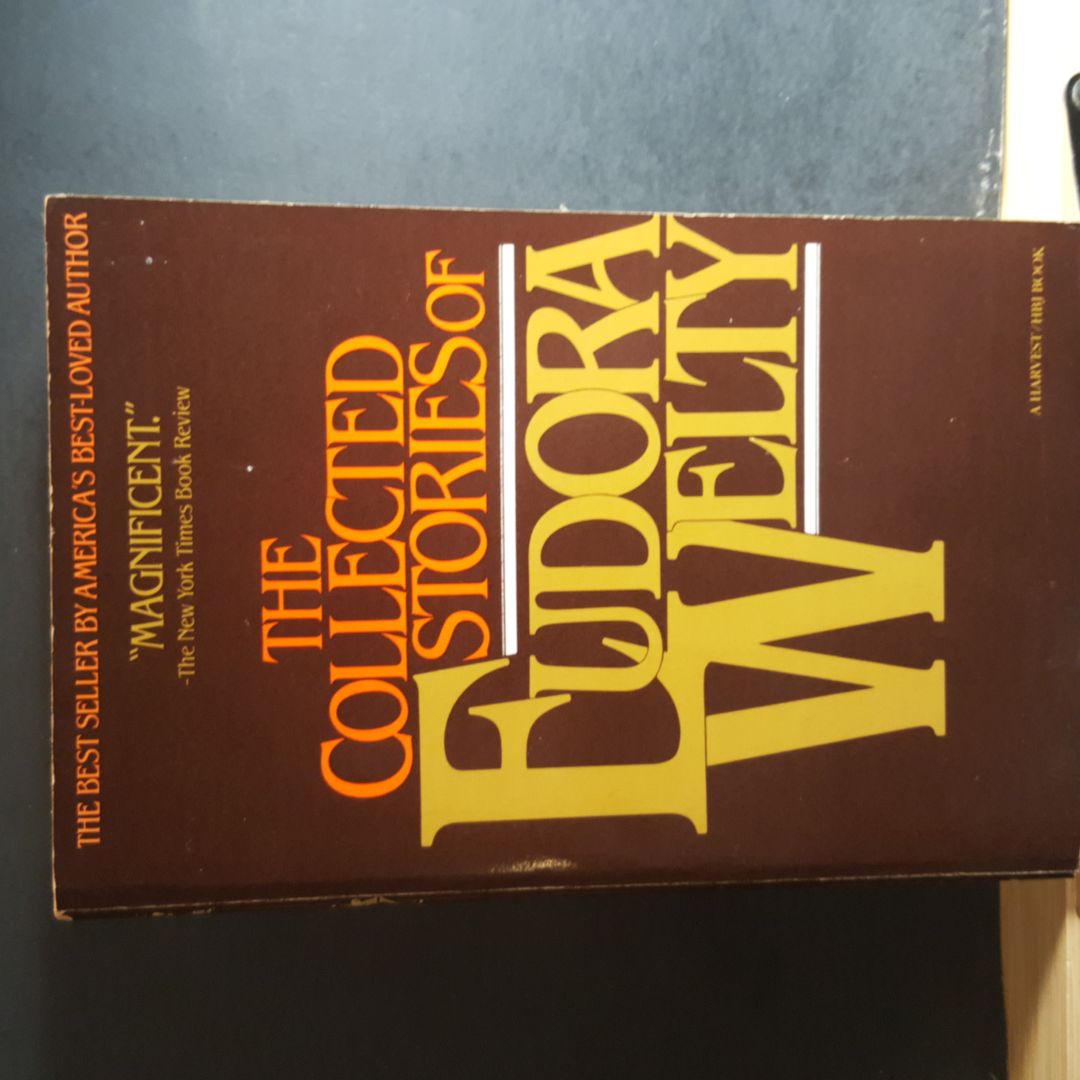 THE BEST SELLER BY AMERICA'S BEST-LOVED AUTHOR
"MAGNIFICENT."
-The New York Times Book Review
THE
COLLECTED
STORIES OF
EUDORA
WELTY
A HARVEST/HBJ BOOK